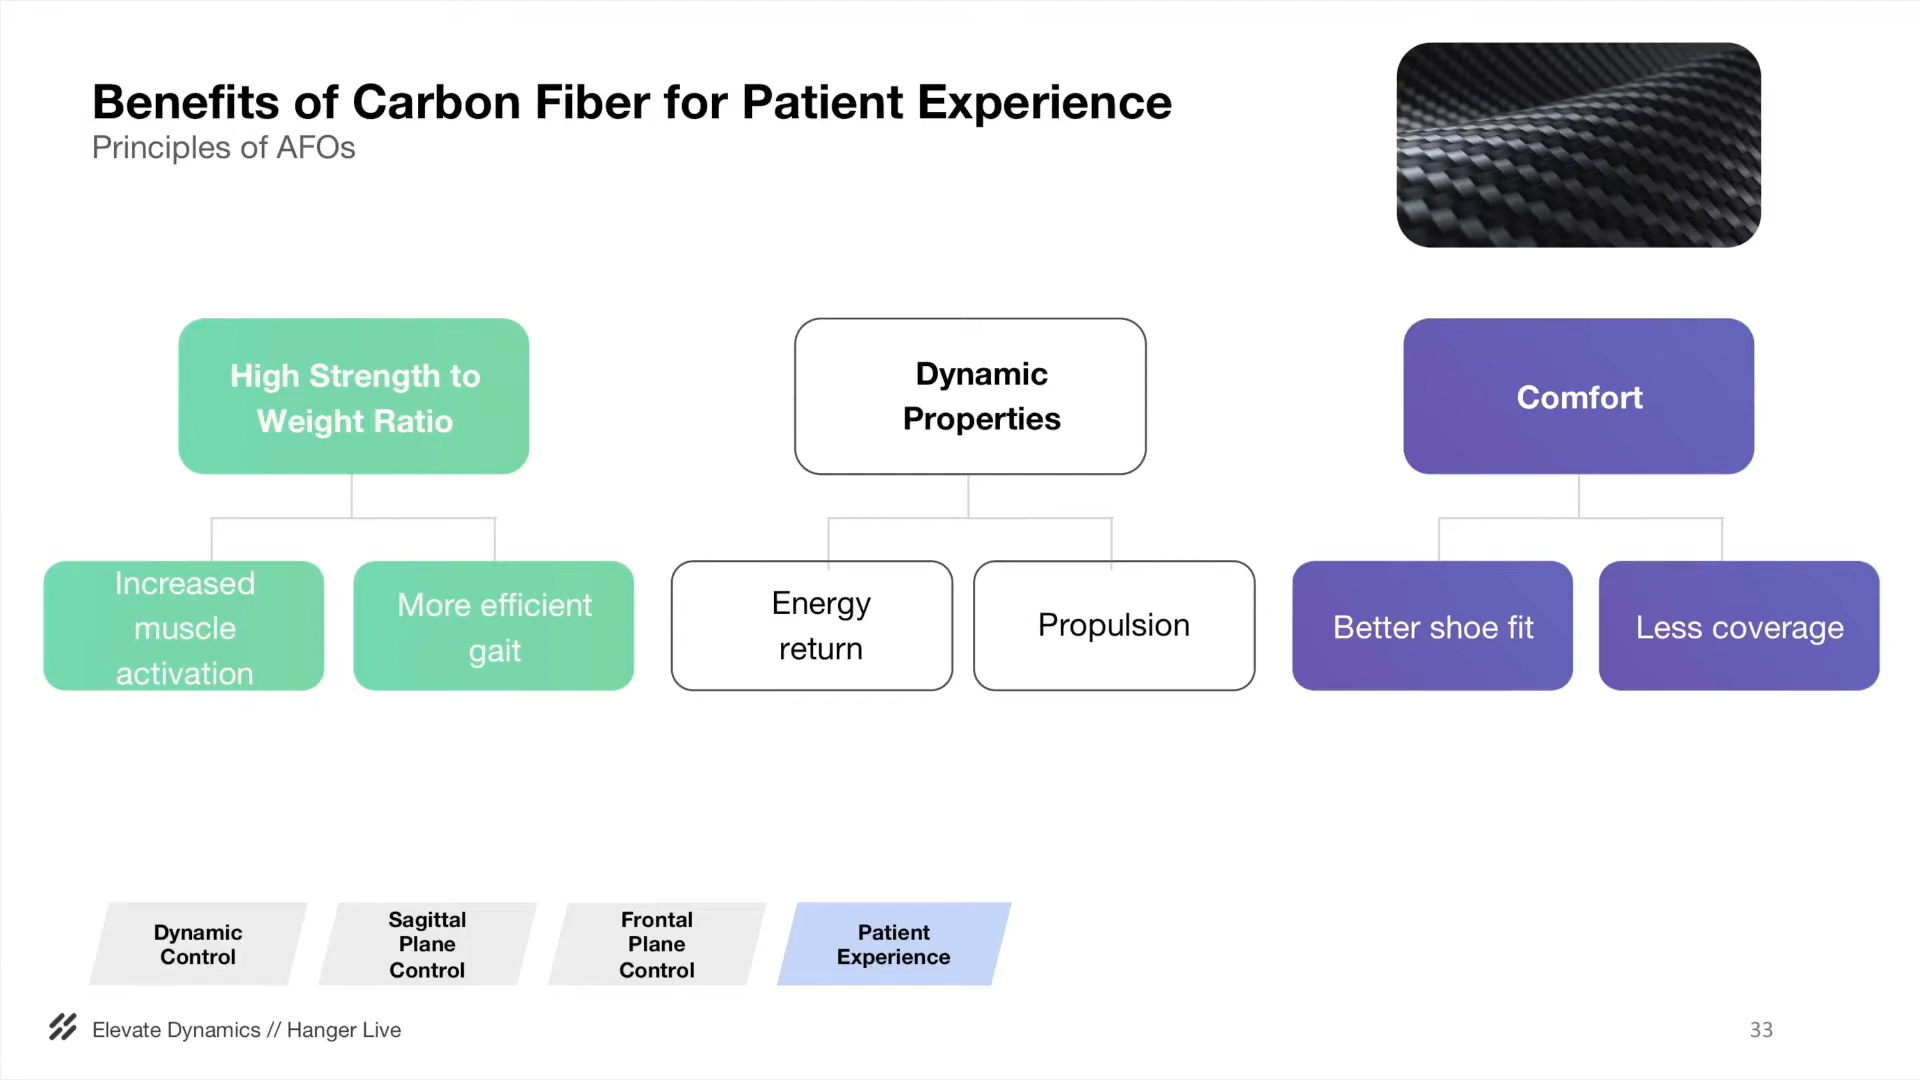 Benefits of Carbon Fiber for Patient Experience
Principles of AFOs
High Strength to
Weight Ratio
Increased
muscle
activation
More efficient
gait
Dynamic
Properties
Energy
return
Propulsion
Comfort
Better shoe fit
Less coverage
Dynamic
Control
Sagittal
Plane
Control
Frontal
Plane
Control
Patient
Experience
Elevate Dynamics // Hanger Live
33